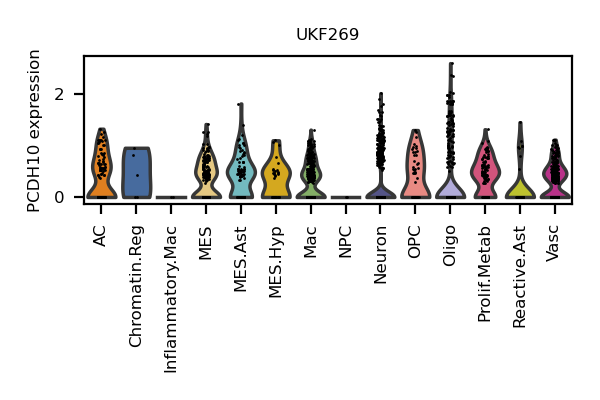 UKF269
PCDH10 expression
2
0
AC
Chromatin.Reg
Inflammatory.Mac
MES
MES.Ast
MES.Hyp
Mac
NPC
Neuron
OPC
Oligo
Prolif.Metab
Reactive.Ast
Vasc